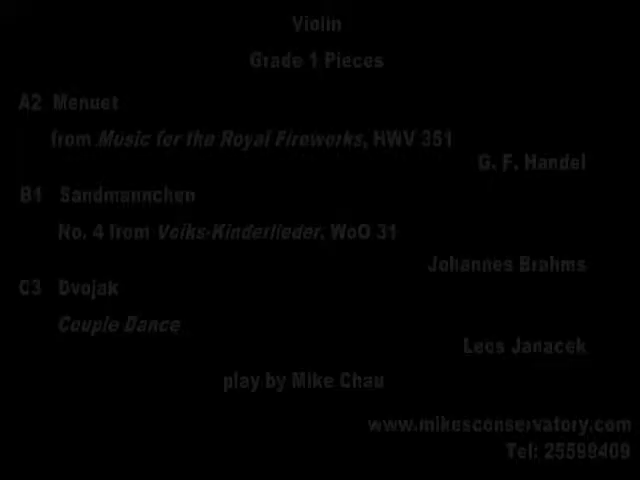 Violin
Grade 1 Pieces
A2 Menuet
from Music for the Royal Fireworks, HWV 351
G. F. Handel
B1 Sandmannchen
No. 4 from Volks-Kinderlieder, WoO 31
Johannes Brahms
C3 Dvojak
Couple Dance
Leos Janacek
play by Mike Chau
www.mikesconservatory.com
Tel: 25599409